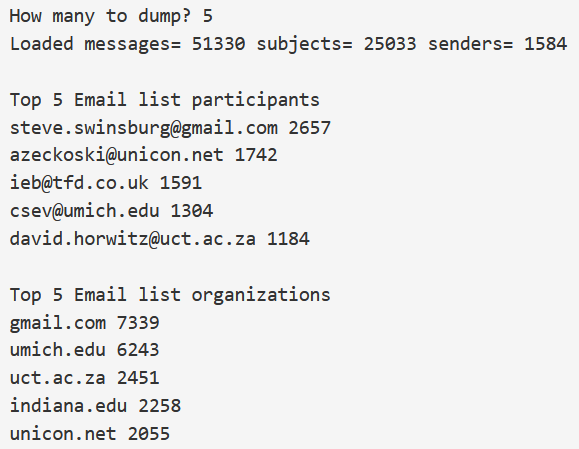 How many to dump? 5
Loaded messages= 51330 subjects= 25033 senders= 1584
Top 5 Email list participants
steve.swinsburg@gmail.com 2657
azeckoski@unicon.net 1742
ieb@tfd.co.uk 1591
csev@umich.edu 1304
david.horwitz@uct.ac.za 1184
Top 5 Email list organizations
gmail.com 7339
umich.edu 6243
uct.ac.za 2451
indiana.edu 2258
unicon.net 2055